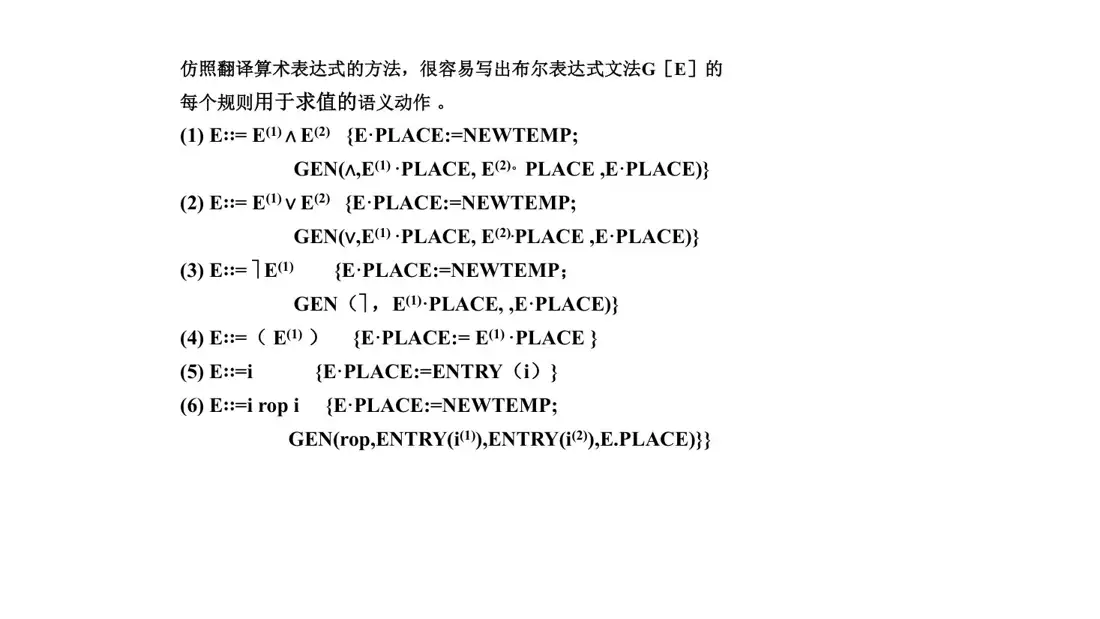 仿照翻译算术表达式的方法，很容易写出布尔表达式文法G［E］的
每个规则用于求值的语义动作 。
(1) E∷= E⁽¹⁾ ∧ E⁽²⁾ {E·PLACE:=NEWTEMP;
GEN(∧,E⁽¹⁾ ·PLACE, E⁽²⁾。 PLACE ,E·PLACE)}
(2) E∷= E⁽¹⁾ ∨ E⁽²⁾ {E·PLACE:=NEWTEMP;
GEN(∨,E⁽¹⁾ ·PLACE, E⁽²⁾·PLACE ,E·PLACE)}
(3) E∷= ⏋E⁽¹⁾ {E·PLACE:=NEWTEMP；
GEN（⏋， E⁽¹⁾·PLACE, ,E·PLACE)}
(4) E∷=（ E⁽¹⁾ ） {E·PLACE:= E⁽¹⁾ ·PLACE }
(5) E∷=i {E·PLACE:=ENTRY（i）}
(6) E∷=i rop i {E·PLACE:=NEWTEMP;
GEN(rop,ENTRY(i⁽¹⁾),ENTRY(i⁽²⁾),E.PLACE)}}